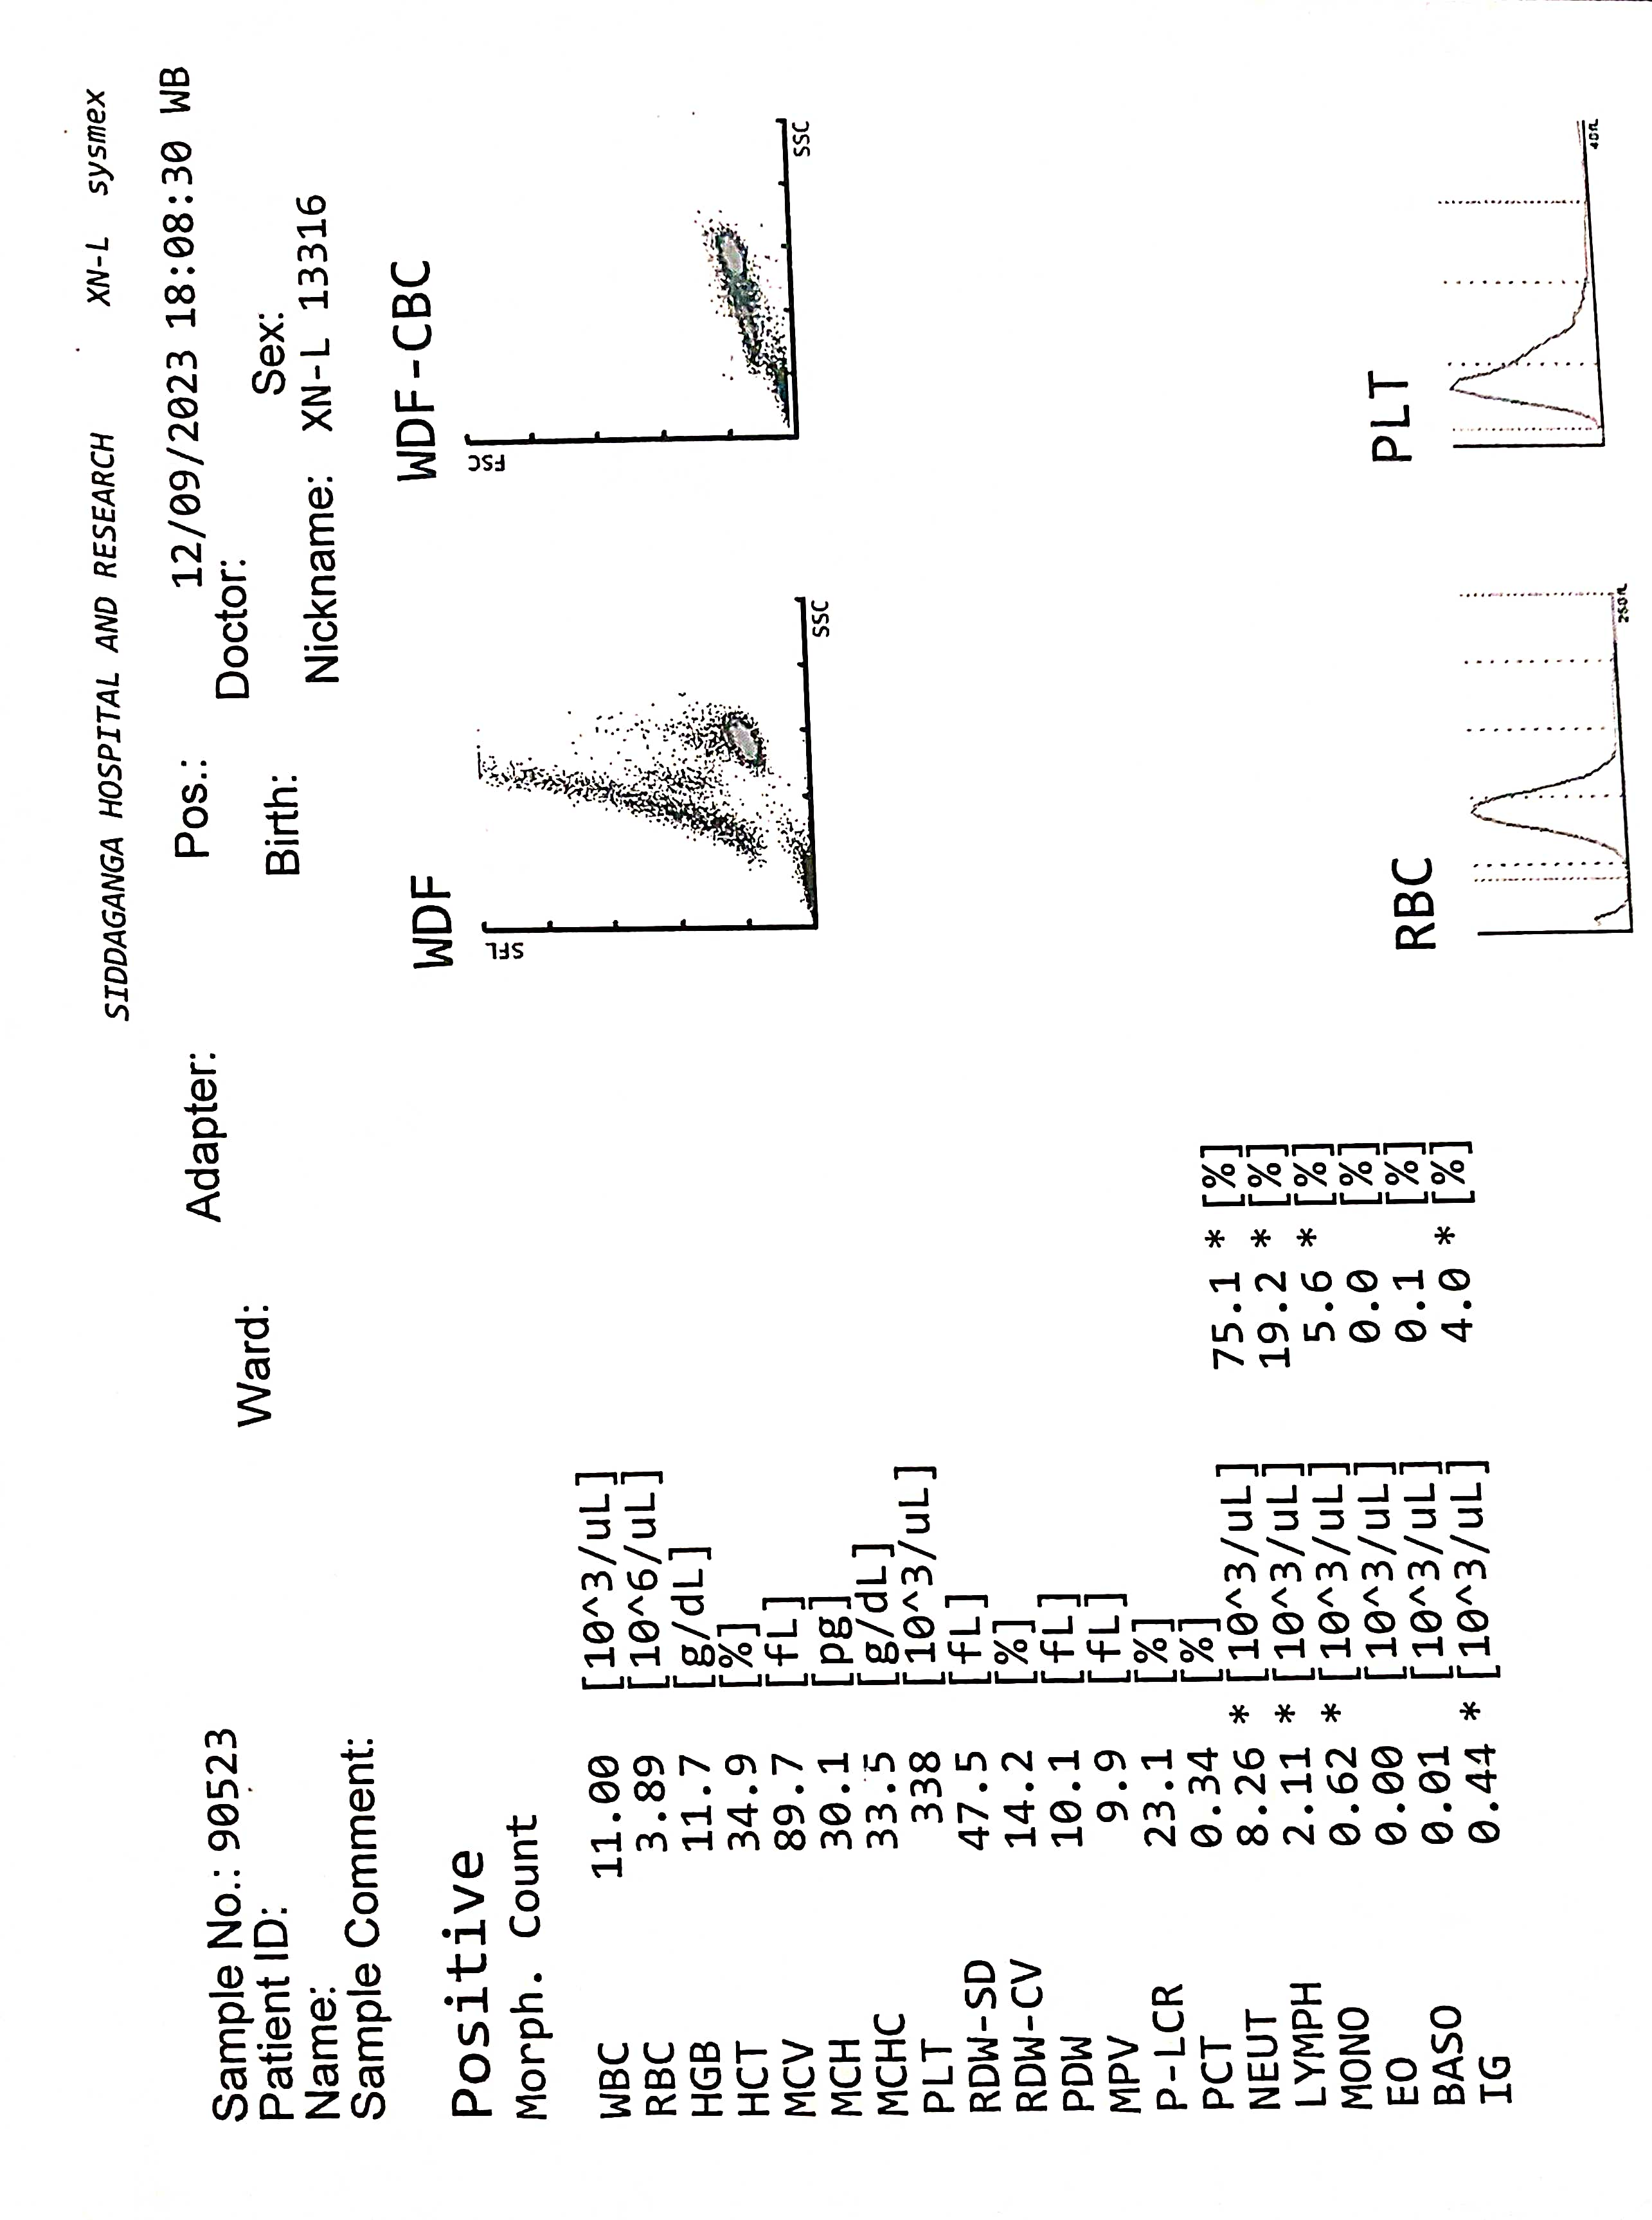 SIDDAGANGA HOSPITAL AND RESEARCH XN-L sysmex
Sample No.: 90523 Adapter: Pos.: 12/09/2023 18:08:30 WB
Patient ID: Ward: Doctor:
Name: Birth: Sex:
Sample Comment: Nickname: XN-L 13316
Positive
Morph. Count
WDF
WDF-CBC
SFL
SSC
FSC
SSC
WBC 11.00 [10^3/uL]
RBC 3.89 [10^6/uL]
HGB 11.7 [g/dL]
HCT 34.9 [%]
MCV 89.7 [fL]
MCH 30.1 [pg]
MCHC 33.5 [g/dL]
PLT 338 [10^3/uL]
RDW-SD 47.5 [fL]
RDW-CV 14.2 [%]
PDW 10.1 [fL]
MPV 9.9 [fL]
P-LCR 23.1 [%]
PCT 0.34 [%]
NEUT 8.26 * [10^3/uL] 75.1 * [%]
LYMPH 2.11 * [10^3/uL] 19.2 * [%]
MONO 0.62 * [10^3/uL] 5.6 * [%]
EO 0.00 [10^3/uL] 0.0 [%]
BASO 0.01 [10^3/uL] 0.1 [%]
IG 0.44 * [10^3/uL] 4.0 * [%]
RBC
PLT
250fL
40fL